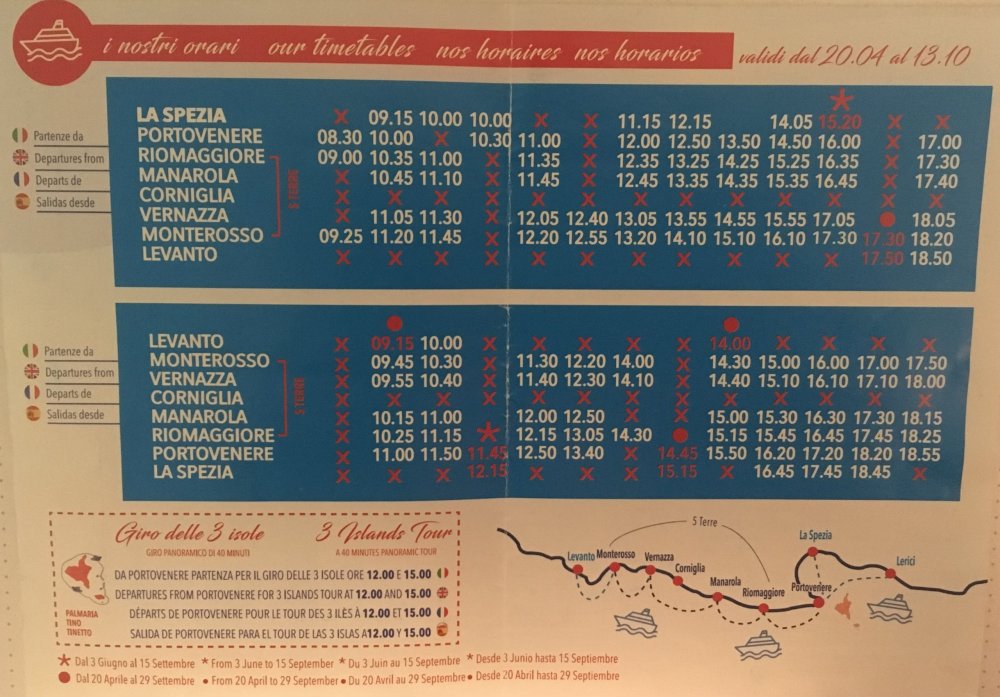 i nostri orari our timetables nos horaires nos horarios validi dal 20.04 al 13.10
Partenze da
Departures from
Departs de
Salidas desde
LA SPEZIA X 09.15 10.00 10.00 X X 11.15 12.15 14.05 15.20 X X
PORTOVENERE 08.30 10.00 X 10.30 11.00 X 12.00 12.50 13.50 14.50 16.00 X 17.00
RIOMAGGIORE 09.00 10.35 11.00 X 11.35 X 12.35 13.25 14.25 15.25 16.35 X 17.30
MANAROLA X 10.45 11.10 X 11.45 X 12.45 13.35 14.35 15.35 16.45 X 17.40
CORNIGLIA X X X X X X X X X X X X X
VERNAZZA X 11.05 11.30 X 12.05 12.40 13.05 13.55 14.55 15.55 17.05 ● 18.05
MONTEROSSO 09.25 11.20 11.45 X 12.20 12.55 13.20 14.10 15.10 16.10 17.30 17.30 18.20
LEVANTO X X X X X X X X X X X 17.50 18.50
5 TERRE
Partenze da
Departures from
Departs de
Salidas desde
LEVANTO X 09.15 10.00 X X X X X 14.00 X X X X
MONTEROSSO X 09.45 10.30 X 11.30 12.20 14.00 X 14.30 15.00 16.00 17.00 17.50
VERNAZZA X 09.55 10.40 X 11.40 12.30 14.10 X 14.40 15.10 16.10 17.10 18.00
CORNIGLIA X X X X X X X X X X X X X
MANAROLA X 10.15 11.00 X 12.00 12.50 X X 15.00 15.30 16.30 17.30 18.15
RIOMAGGIORE X 10.25 11.15 * 12.15 13.05 14.30 ● 15.15 15.45 16.45 17.45 18.25
PORTOVENERE X 11.00 11.50 11.45 12.50 13.40 X 14.45 15.50 16.20 17.20 18.20 18.55
LA SPEZIA X X X 12.15 X X X 15.15 X 16.45 17.45 18.45 X
5 TERRE
Giro delle 3 isole 3 Islands Tour
GIRO PANORAMICO DI 40 MINUTI A 40 MINUTES PANORAMIC TOUR
DA PORTOVENERE PARTENZA PER IL GIRO DELLE 3 ISOLE ORE 12.00 E 15.00
DEPARTURES FROM PORTOVENERE FOR 3 ISLANDS TOUR AT 12.00 AND 15.00
DÉPARTS DE PORTOVENERE POUR LE TOUR DES 3 ILÈS À 12.00 ET 15.00
SALIDA DE PORTOVENERE PARA EL TOUR DE LAS 3 ISLAS A 12.00 Y 15.00
PALMARIA
TINO
TINETTO
5 Terre
Levanto
Monterosso
Vernazza
Corniglia
Manarola
Riomaggiore
Portovenere
La Spezia
Lerici
* Dal 3 Giugno al 15 Settembre * From 3 June to 15 September * Du 3 Juin au 15 Septembre * Desde 3 Junio hasta 15 Septiembre
● Dal 20 Aprile al 29 Settembre ● From 20 April to 29 September ● Du 20 Avril au 29 Septembre ● Desde 20 Abril hasta 29 Septiembre